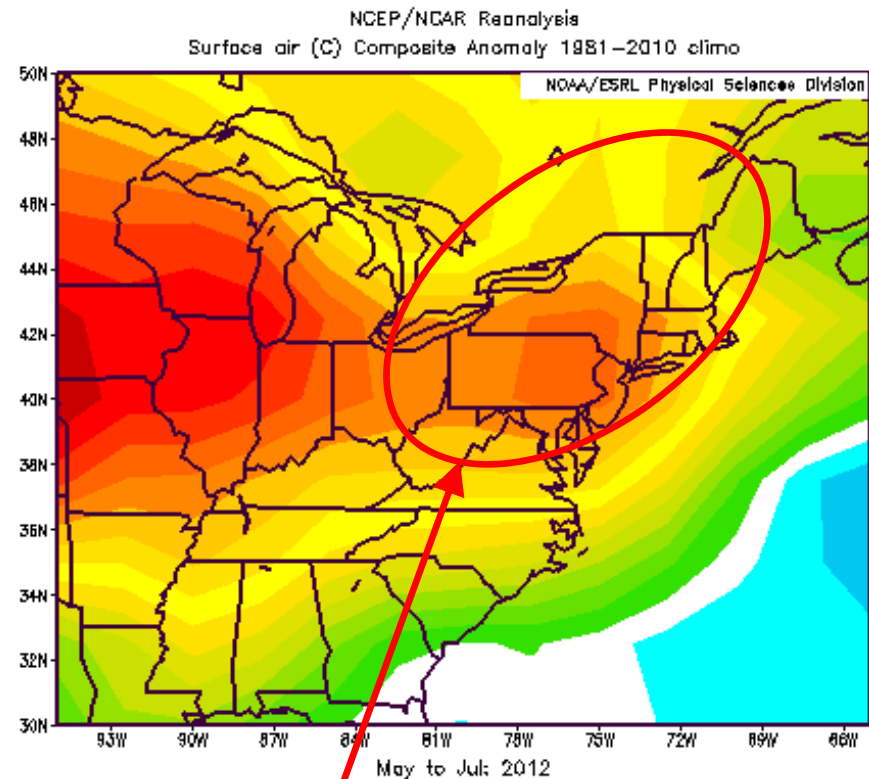 NCEP/NCAR Reanalysis
Surface air (C) Composite Anomaly 1981–2010 climo
NOAA/ESRL Physical Sciences Division
50N
48N
46N
44N
42N
40N
38N
36N
34N
32N
30N
93W 90W 87W 84W 81W 78W 75W 72W 69W 66W
May to Jul: 2012